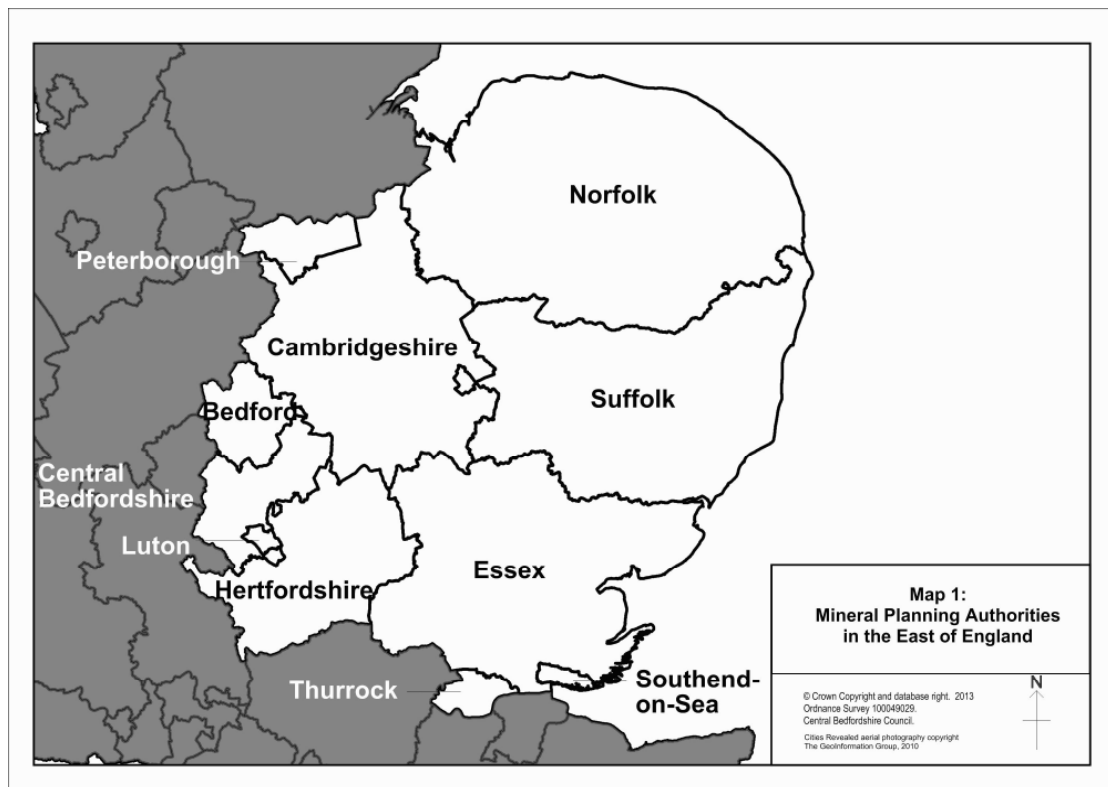 Norfolk
Peterborough
Cambridgeshire
Suffolk
Bedford
Central
Bedfordshire
Luton
Essex
Hertfordshire
Thurrock
Southend-
on-Sea
Map 1:
Mineral Planning Authorities
in the East of England
© Crown Copyright and database right. 2013
Ordnance Survey 100049029.
Central Bedfordshire Council.
Cities Revealed aerial photography copyright
The GeoInformation Group, 2010
N